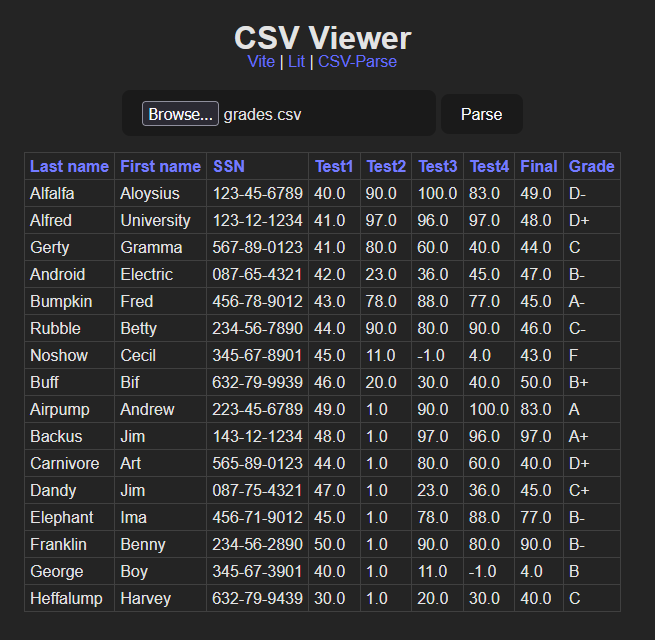 CSV Viewer
Vite | Lit | CSV-Parse
Browse... grades.csv Parse
Last name First name SSN Test1 Test2 Test3 Test4 Final Grade
Alfalfa Aloysius 123-45-6789 40.0 90.0 100.0 83.0 49.0 D-
Alfred University 123-12-1234 41.0 97.0 96.0 97.0 48.0 D+
Gerty Gramma 567-89-0123 41.0 80.0 60.0 40.0 44.0 C
Android Electric 087-65-4321 42.0 23.0 36.0 45.0 47.0 B-
Bumpkin Fred 456-78-9012 43.0 78.0 88.0 77.0 45.0 A-
Rubble Betty 234-56-7890 44.0 90.0 80.0 90.0 46.0 C-
Noshow Cecil 345-67-8901 45.0 11.0 -1.0 4.0 43.0 F
Buff Bif 632-79-9939 46.0 20.0 30.0 40.0 50.0 B+
Airpump Andrew 223-45-6789 49.0 1.0 90.0 100.0 83.0 A
Backus Jim 143-12-1234 48.0 1.0 97.0 96.0 97.0 A+
Carnivore Art 565-89-0123 44.0 1.0 80.0 60.0 40.0 D+
Dandy Jim 087-75-4321 47.0 1.0 23.0 36.0 45.0 C+
Elephant Ima 456-71-9012 45.0 1.0 78.0 88.0 77.0 B-
Franklin Benny 234-56-2890 50.0 1.0 90.0 80.0 90.0 B-
George Boy 345-67-3901 40.0 1.0 11.0 -1.0 4.0 B
Heffalump Harvey 632-79-9439 30.0 1.0 20.0 30.0 40.0 C